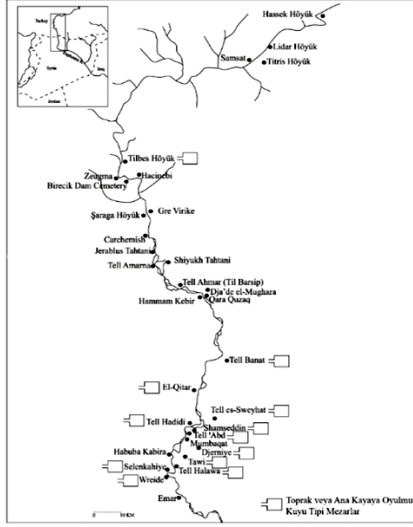 Turkey
Syria
Iraq
Jordan
Hassek Höyük
Lidar Höyük
Samsat
Titris Höyük
Tilbes Höyük
Zeugma
Hacinebi
Birecik Dam Cemetery
Şaraga Höyük
Gre Virike
Carchemish
Jerablus Tahtani
Shiyukh Tahtani
Tell Amarna
Tell Ahmar (Til Barsip)
Dja'de el-Mughara
Hammam Kebir
Qara Quzaq
Tell Banat
El-Qitar
Tell es-Sweyhat
Tell Hadidi
Shamseddin
Tell 'Abd
Mumbaqat
Djerniye
Habuba Kabira
Tawi
Selenkahiye
Tell Halawa
Wreide
Emar
10 KM
Toprak veya Ana Kayaya Oyulmuş
Kuyu Tipi Mezarlar